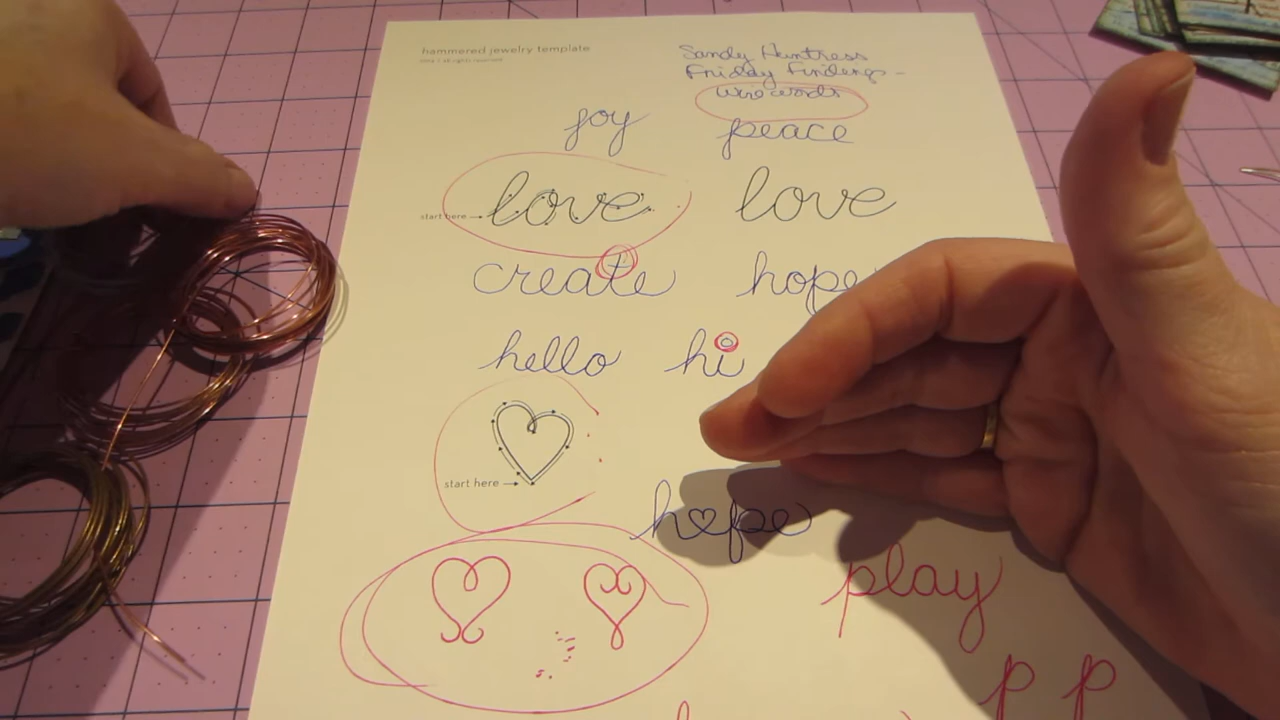 hammered jewelry template
Sandy Huntress
Friday Findings -
wire words
joy peace
start here love love
create hope
hello hi
start here
hope
play
p p